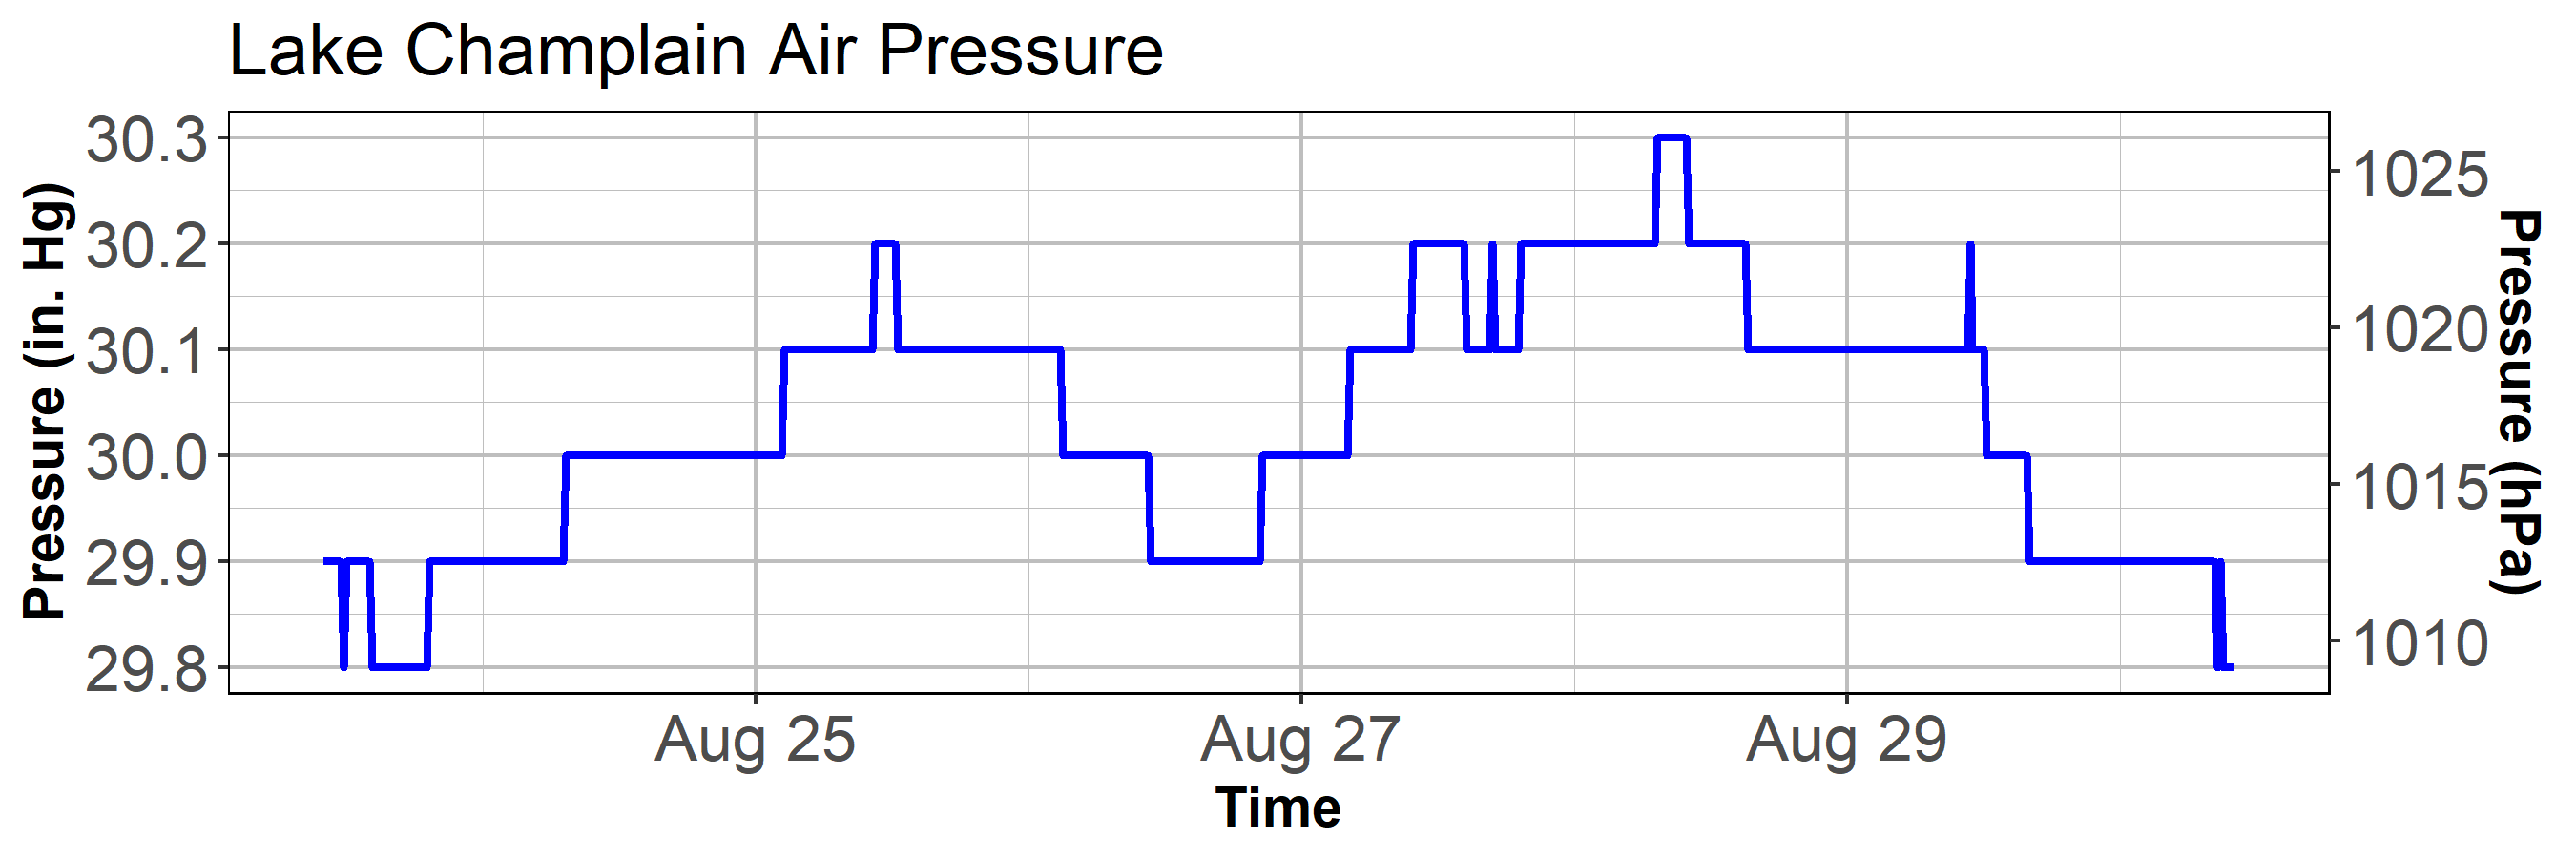 Lake Champlain Air Pressure
Pressure (in. Hg)
30.3
30.2
30.1
30.0
29.9
29.8
1025
1020
1015
1010
Pressure (hPa)
Aug 25
Aug 27
Aug 29
Time